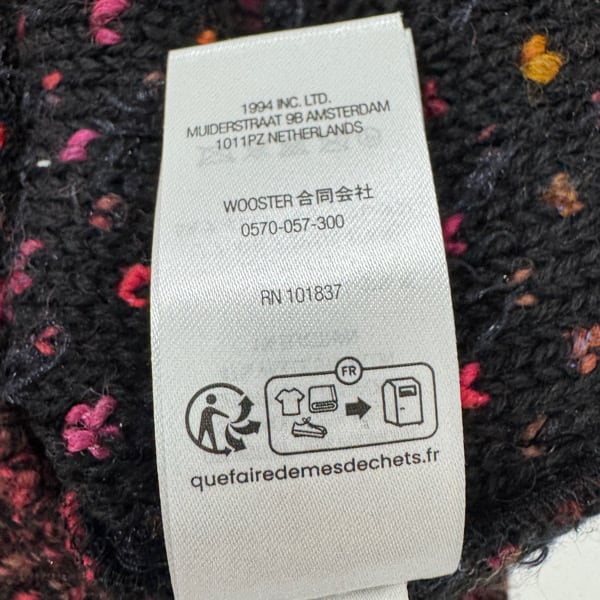 1994 INC. LTD.
MUIDERSTRAAT 9B AMSTERDAM
1011PZ NETHERLANDS
WOOSTER 合同会社
0570-057-300
RN 101837
FR
quefairedemesdechets.fr